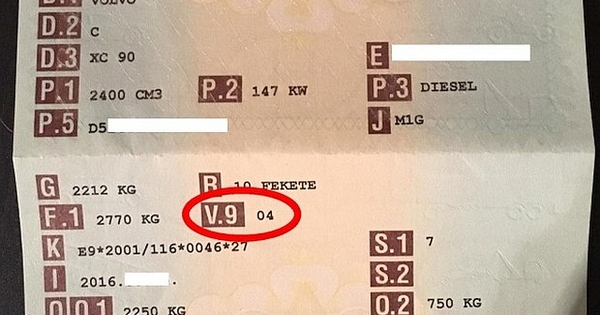 D.1 VOLVO
D.2 C
D.3 XC 90 E
P.1 2400 CM3 P.2 147 KW P.3 DIESEL
P.5 D5 J M1G
G 2212 KG R 10 FEKETE
F.1 2770 KG V.9 04
K E9*2001/116*0046*27 S.1 7
I 2016. . S.2
O.1 2250 KG O.2 750 KG